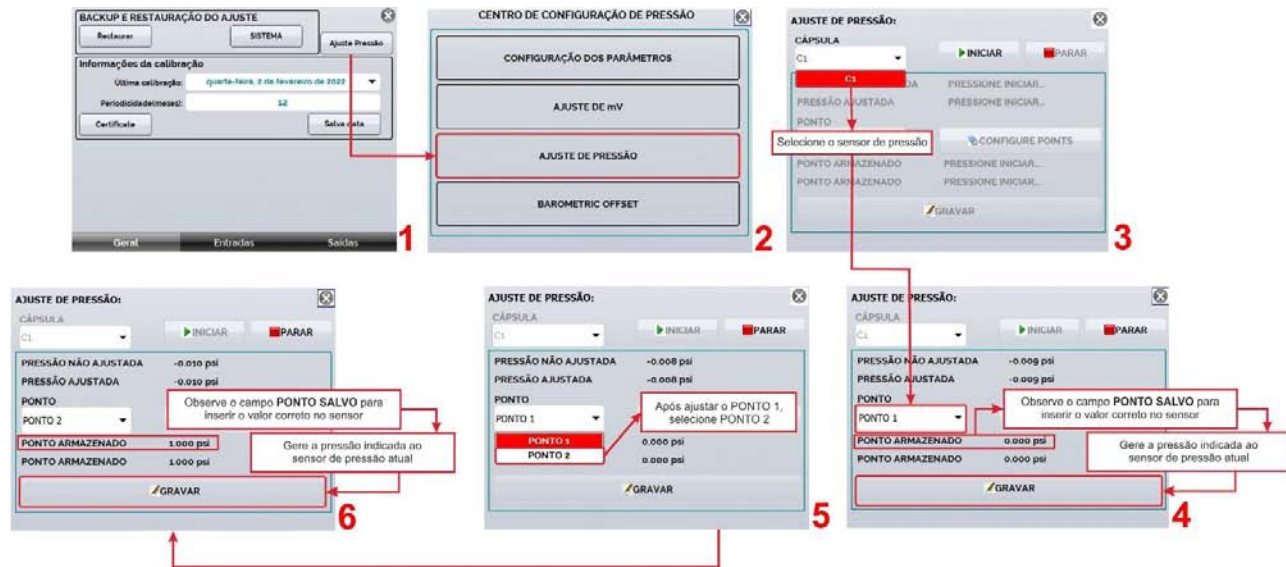 BACKUP E RESTAURAÇÃO DO AJUSTE
Restaurar
SISTEMA
Ajuste Pressão
Informações da calibração
Última calibração:
quarta-feira, 2 de fevereiro de 2022
Periodicidade(meses):
12
Certificate
Salva data
Geral
Entradas
Saídas
1
CENTRO DE CONFIGURAÇÃO DE PRESSÃO
CONFIGURAÇÃO DOS PARÂMETROS
AJUSTE DE mV
AJUSTE DE PRESSÃO
BAROMETRIC OFFSET
2
AJUSTE DE PRESSÃO:
CÁPSULA
C1
INICIAR
PARAR
C1
DA
PRESSIONE INICIAR...
PRESSÃO AJUSTADA
PRESSIONE INICIAR...
PONTO
Selecione o sensor de pressão
CONFIGURE POINTS
PONTO ARMAZENADO
PRESSIONE INICIAR...
PONTO ARMAZENADO
PRESSIONE INICIAR...
GRAVAR
3
AJUSTE DE PRESSÃO:
CÁPSULA
C1
INICIAR
PARAR
PRESSÃO NÃO AJUSTADA
-0.010 psi
PRESSÃO AJUSTADA
-0.010 psi
PONTO
PONTO 2
Observe o campo PONTO SALVO para
inserir o valor correto no sensor
PONTO ARMAZENADO
1.000 psi
PONTO ARMAZENADO
1.000 psi
Gere a pressão indicada ao
sensor de pressão atual
GRAVAR
6
AJUSTE DE PRESSÃO:
CÁPSULA
C1
INICIAR
PARAR
PRESSÃO NÃO AJUSTADA
-0.008 psi
PRESSÃO AJUSTADA
-0.008 psi
PONTO
PONTO 1
Após ajustar o PONTO 1,
selecione PONTO 2
PONTO 1
PONTO 2
0.000 psi
0.000 psi
GRAVAR
5
AJUSTE DE PRESSÃO:
CÁPSULA
C1
INICIAR
PARAR
PRESSÃO NÃO AJUSTADA
-0.009 psi
PRESSÃO AJUSTADA
-0.009 psi
PONTO
PONTO 1
Observe o campo PONTO SALVO para
inserir o valor correto no sensor
PONTO ARMAZENADO
0.000 psi
PONTO ARMAZENADO
0.000 psi
Gere a pressão indicada ao
sensor de pressão atual
GRAVAR
4